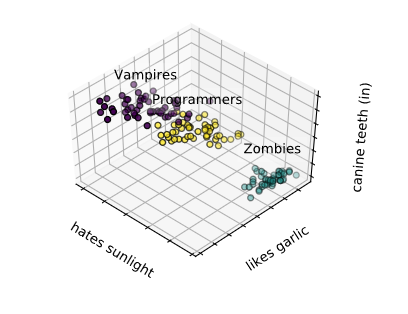 Vampires
Programmers
Zombies
canine teeth (in)
hates sunlight
likes garlic